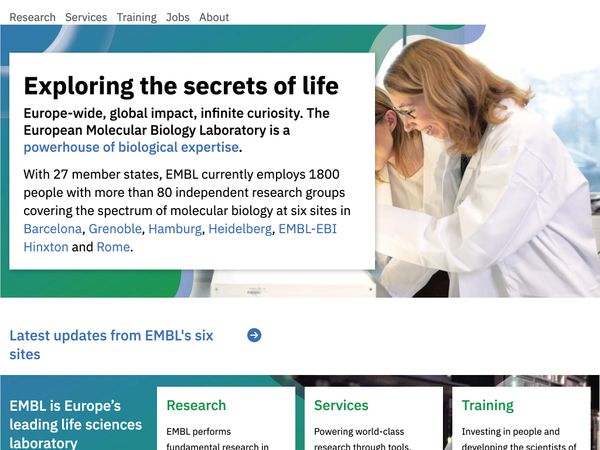 Research Services Training Jobs About
Exploring the secrets of life
Europe-wide, global impact, infinite curiosity. The
European Molecular Biology Laboratory is a
powerhouse of biological expertise.
With 27 member states, EMBL currently employs 1800
people with more than 80 independent research groups
covering the spectrum of molecular biology at six sites in
Barcelona, Grenoble, Hamburg, Heidelberg, EMBL-EBI
Hinxton and Rome.
Latest updates from EMBL's six
sites
EMBL is Europe’s
leading life sciences
laboratory
Research
EMBL performs
fundamental research in
Services
Powering world-class
research through tools,
Training
Investing in people and
developing the scientists of